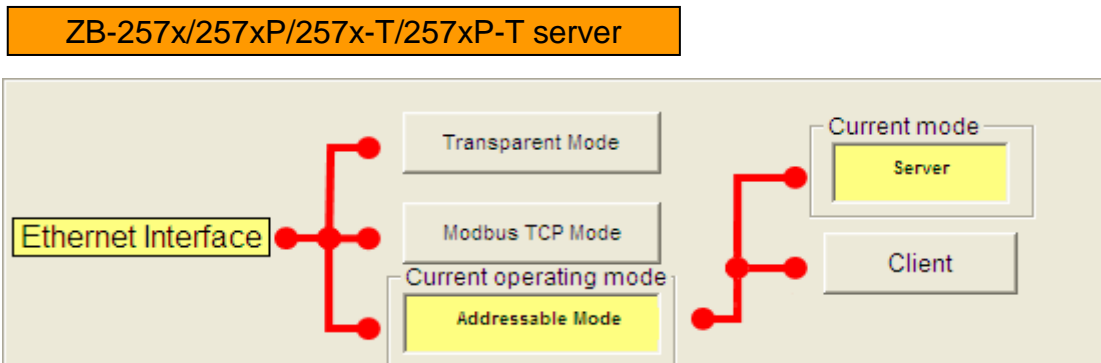 ZB-257x/257xP/257x-T/257xP-T server
Transparent Mode
Current mode
Server
Ethernet Interface
Modbus TCP Mode
Client
Current operating mode
Addressable Mode